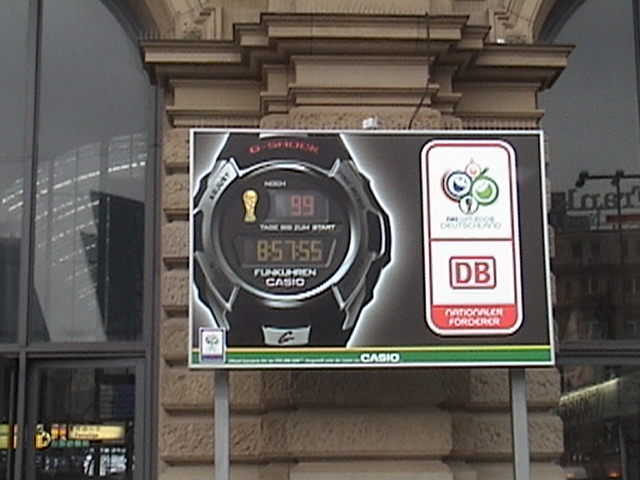 G-SHOCK
ADJUST
NOCH
99
TAGE BIS ZUM START
8:57:55
FUNKUHREN
CASIO
FIFA WM 2006
DEUTSCHLAND
DB
NATIONALER
FÖRDERER
CASIO